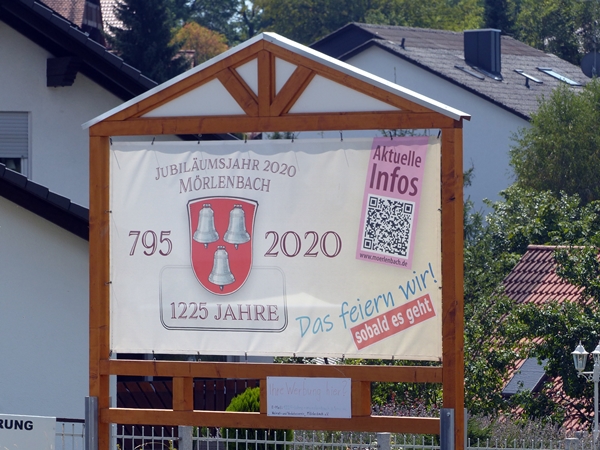 JUBILÄUMSJAHR 2020
MÖRLENBACH
795 2020
1225 JAHRE
Aktuelle
Infos
www.moerlenbach.de
Das feiern wir!
sobald es geht
RUNG